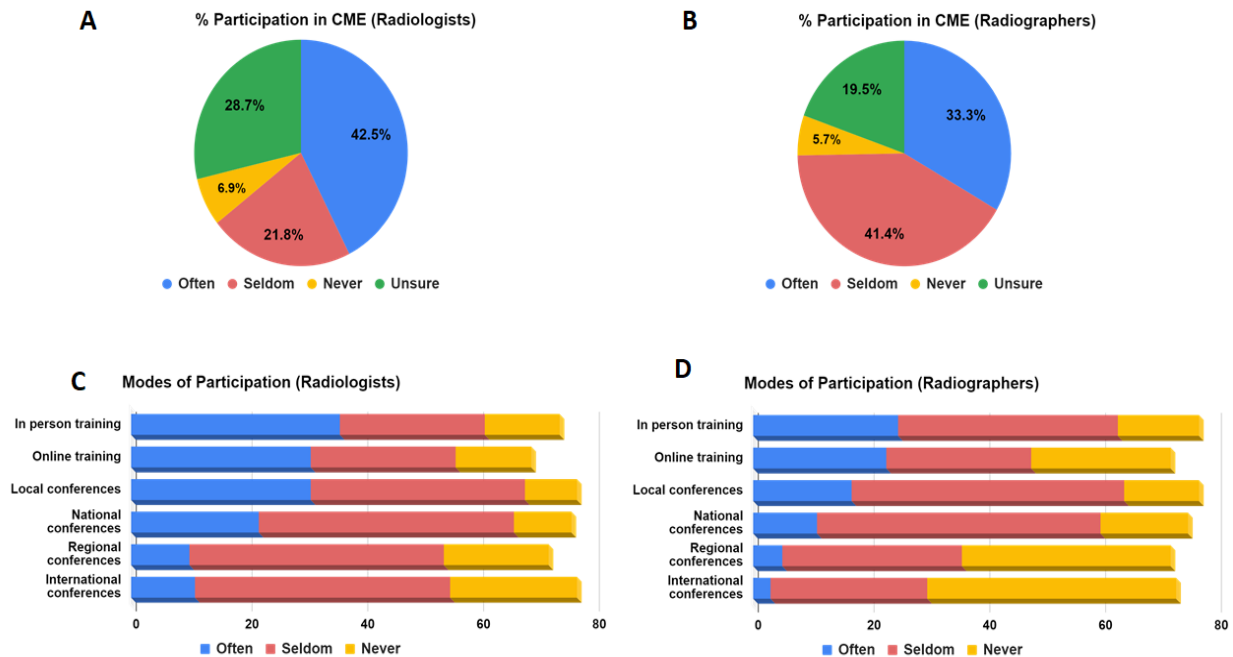 A
% Participation in CME (Radiologists)
28.7%
42.5%
6.9%
21.8%
Often Seldom Never Unsure
B
% Participation in CME (Radiographers)
19.5%
33.3%
5.7%
41.4%
Often Seldom Never Unsure
C
Modes of Participation (Radiologists)
In person training
Online training
Local conferences
National
conferences
Regional
conferences
International
conferences
0 20 40 60 80
Often Seldom Never
D
Modes of Participation (Radiographers)
In person training
Online training
Local conferences
National
conferences
Regional
conferences
International
conferences
0 20 40 60 80
Often Seldom Never